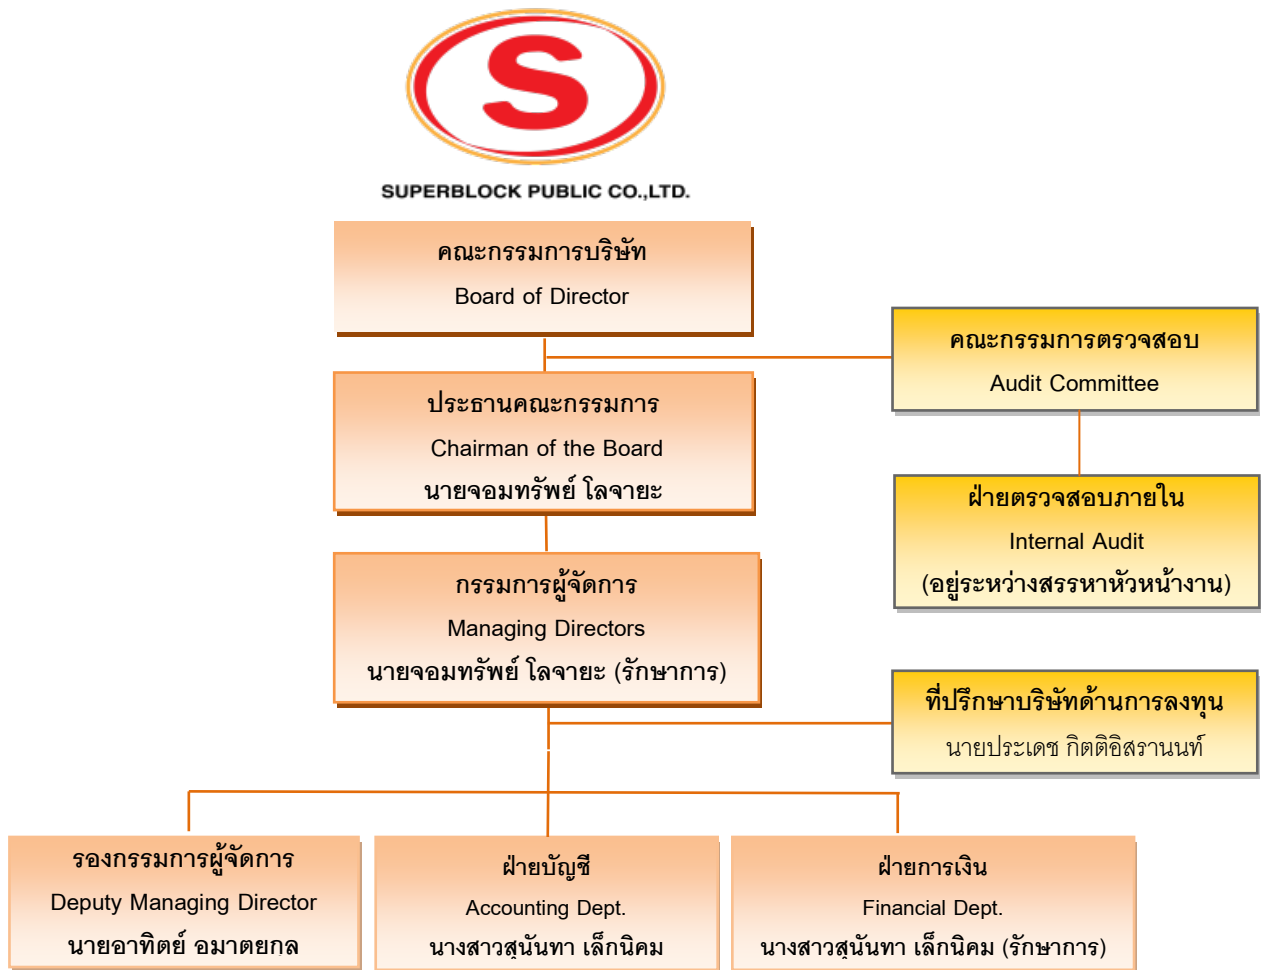 S
SUPERBLOCK PUBLIC CO.,LTD.
คณะกรรมการบริษัท
Board of Director
คณะกรรมการตรวจสอบ
Audit Committee
ประธานคณะกรรมการ
Chairman of the Board
นายจอมทรัพย์ โลจายะ
ฝ่ายตรวจสอบภายใน
Internal Audit
(อยู่ระหว่างสรรหาหัวหน้างาน)
กรรมการผู้จัดการ
Managing Directors
นายจอมทรัพย์ โลจายะ (รักษาการ)
ที่ปรึกษาบริษัทด้านการลงทุน
นายประเดช กิตติอิสรานนท์
รองกรรมการผู้จัดการ
Deputy Managing Director
นายอาทิตย์ อมาตยกุล
ฝ่ายบัญชี
Accounting Dept.
นางสาวสุนันทา เล็กนิคม
ฝ่ายการเงิน
Financial Dept.
นางสาวสุนันทา เล็กนิคม (รักษาการ)